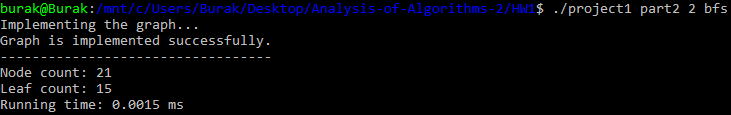 burak@Burak:/mnt/c/Users/Burak/Desktop/Analysis-of-Algorithms-2/HW1$ ./project1 part2 2 bfs
Implementing the graph...
Graph is implemented successfully.
----------------------------------
Node count: 21
Leaf count: 15
Running time: 0.0015 ms